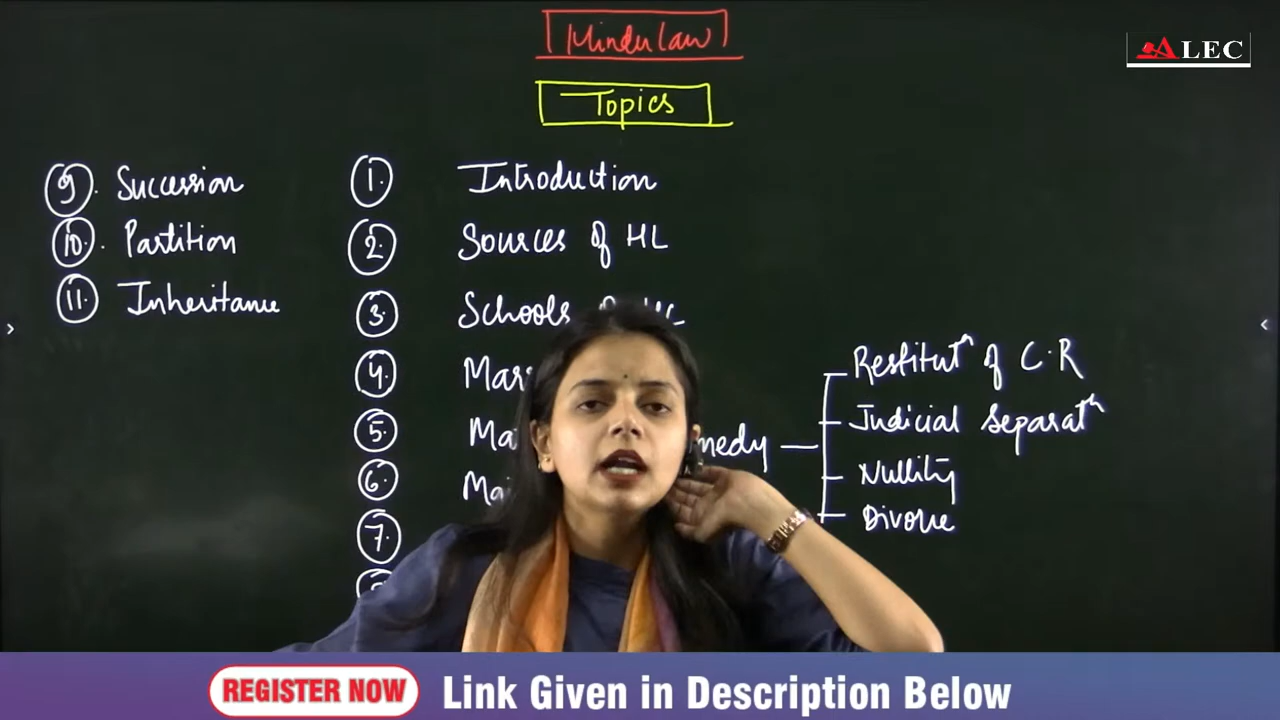 Hindu Law
ALEC
Topics
9. Succession
10. Partition
11. Inheritance
1. Introduction
2. Sources of HL
3. Schools
4.
5.
6.
7.
Restitutn of C.R
Judicial Separatn
Nullity
Divorce
REGISTER NOW
Link Given in Description Below